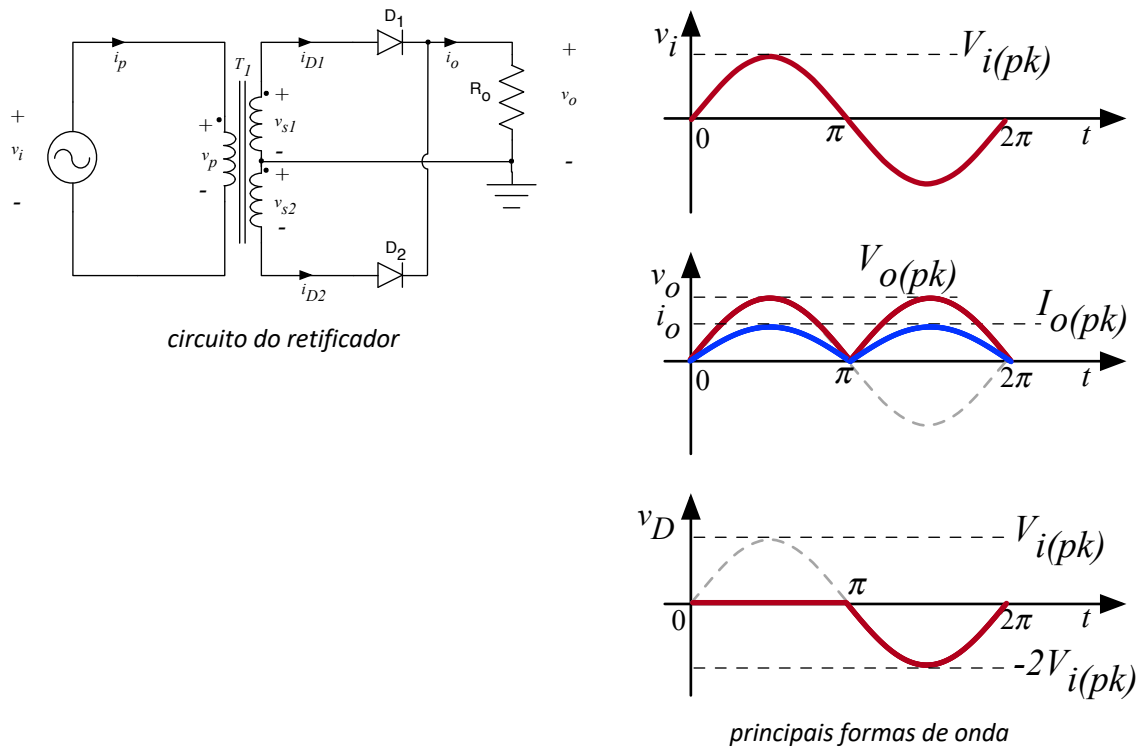 D1
ip
T1
iD1
io
+
vi
-
+
vp
-
+
vs1
-
+
vs2
-
Ro
+
vo
-
D2
iD2
circuito do retificador
vi
Vi(pk)
0
π
2π
t
vo
io
Vo(pk)
Io(pk)
0
π
2π
t
vD
Vi(pk)
0
π
2π
t
-2Vi(pk)
principais formas de onda